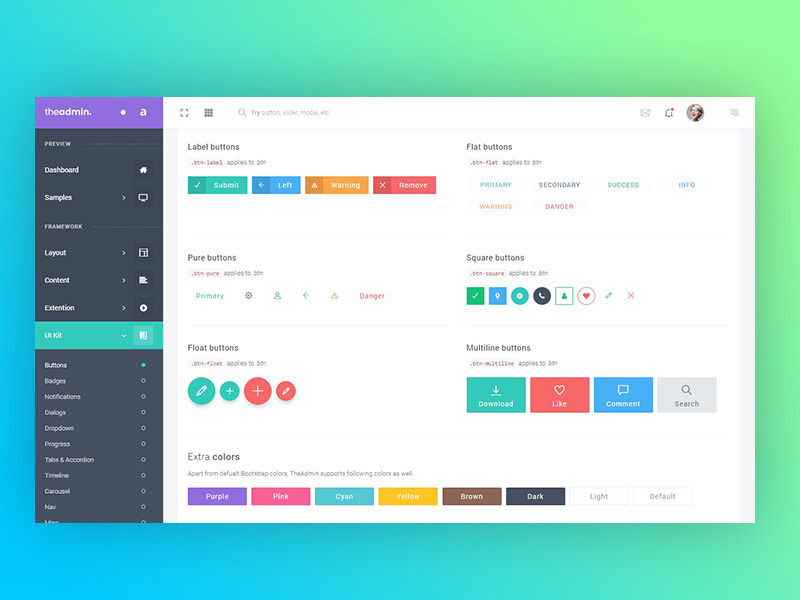 theadmin.
a
Try button, slider, modal, etc.
PREVIEW
Dashboard
Samples
FRAMEWORK
Layout
Content
Extention
UI Kit
Buttons
Badges
Notifications
Dialogs
Dropdown
Progress
Tabs & Accordion
Timeline
Carousel
Nav
Label buttons
.btn-label applies to .btn
Submit
Left
Warning
Remove
Flat buttons
.btn-flat applies to .btn
PRIMARY
SECONDARY
SUCCESS
INFO
WARNING
DANGER
Pure buttons
.btn-pure applies to .btn
Primary
Danger
Square buttons
.btn-square applies to .btn
Float buttons
.btn-float applies to .btn
Multiline buttons
.btn-multiline applies to .btn
Download
Like
Comment
Search
Extra colors
Apart from defualt Bootstrap colors, TheAdmin supports following colors as well.
Purple
Pink
Cyan
Yellow
Brown
Dark
Light
Default